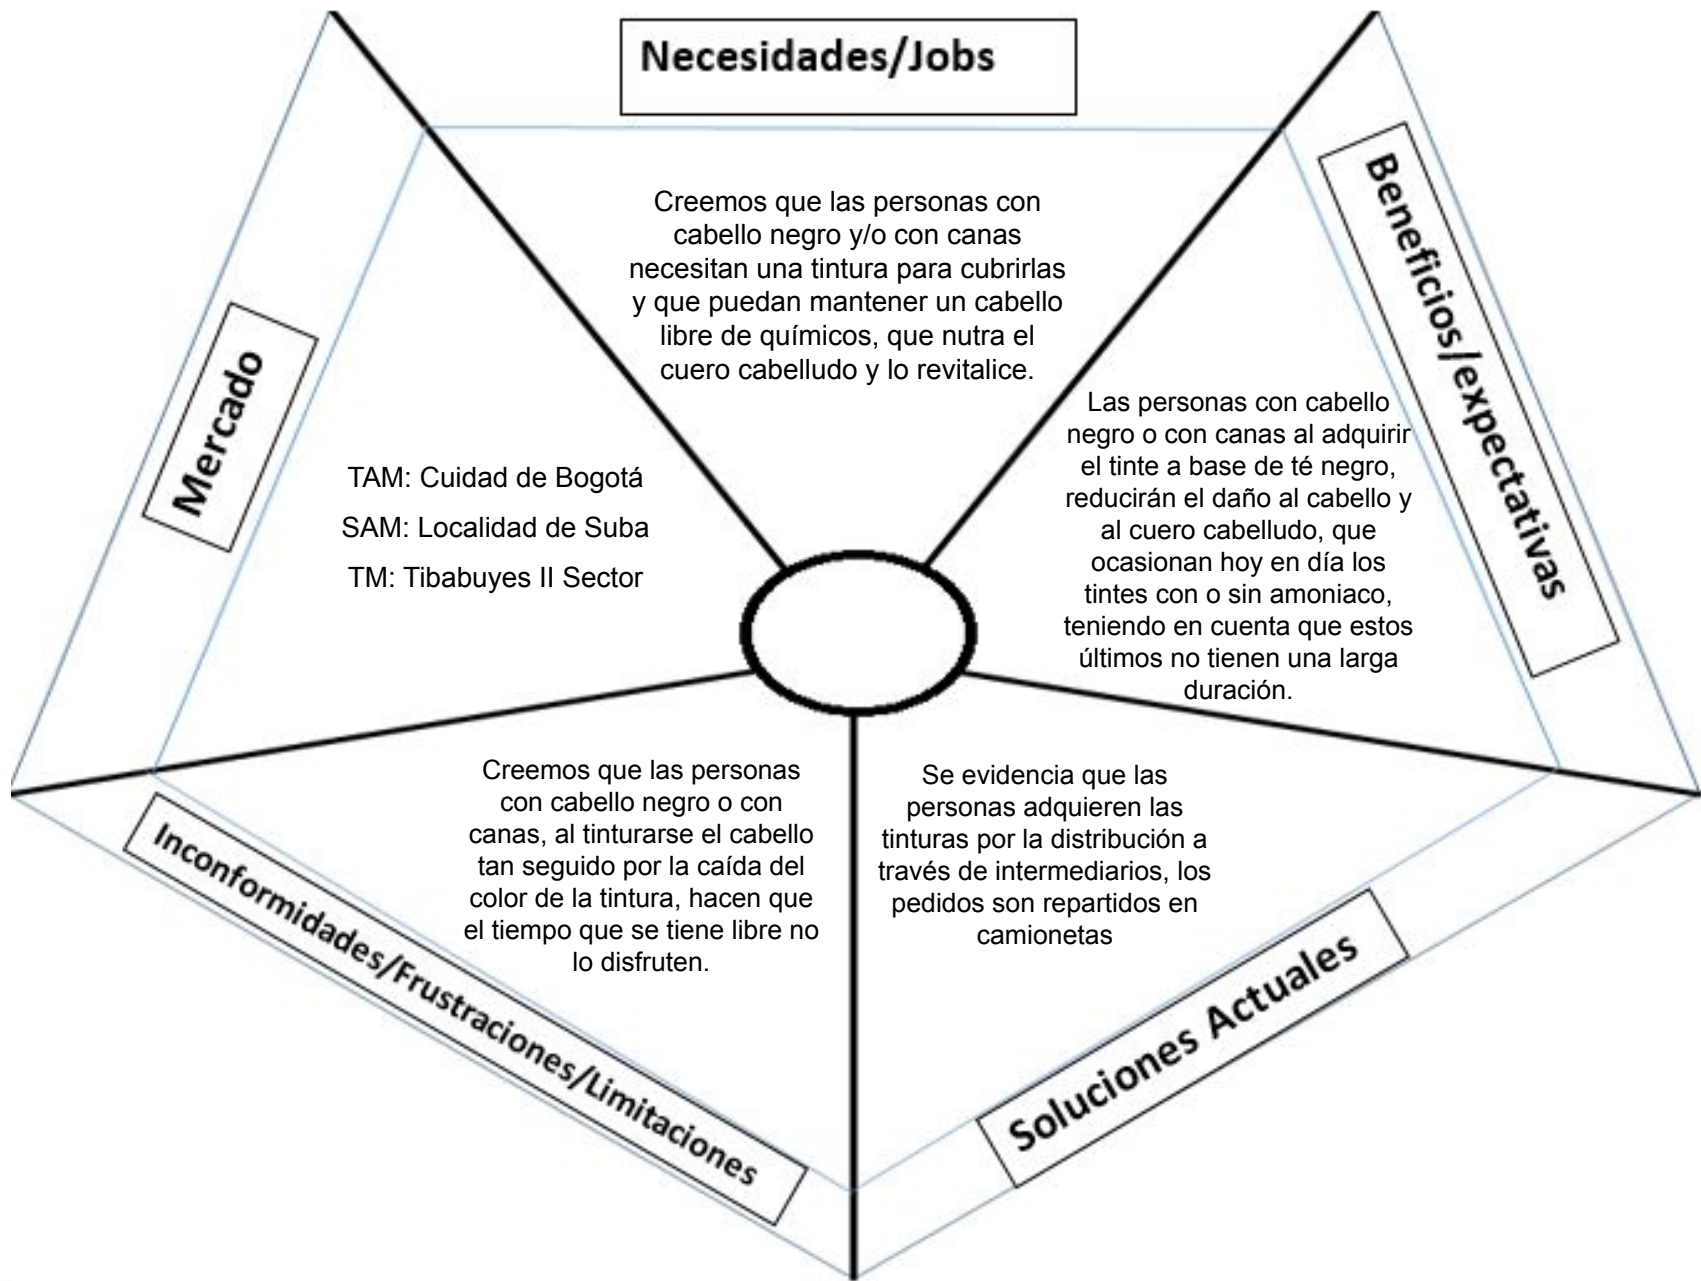 Necesidades/Jobs
Creemos que las personas con
cabello negro y/o con canas
necesitan una tintura para cubrirlas
y que puedan mantener un cabello
libre de químicos, que nutra el
cuero cabelludo y lo revitalice.
Beneficios/expectativas
Las personas con cabello
negro o con canas al adquirir
el tinte a base de té negro,
reducirán el daño al cabello y
al cuero cabelludo, que
ocasionan hoy en día los
tintes con o sin amoniaco,
teniendo en cuenta que estos
últimos no tienen una larga
duración.
Mercado
TAM: Cuidad de Bogotá
SAM: Localidad de Suba
TM: Tibabuyes II Sector
Inconformidades/Frustraciones/Limitaciones
Creemos que las personas
con cabello negro o con
canas, al tinturarse el cabello
tan seguido por la caída del
color de la tintura, hacen que
el tiempo que se tiene libre no
lo disfruten.
Soluciones Actuales
Se evidencia que las
personas adquieren las
tinturas por la distribución a
través de intermediarios, los
pedidos son repartidos en
camionetas